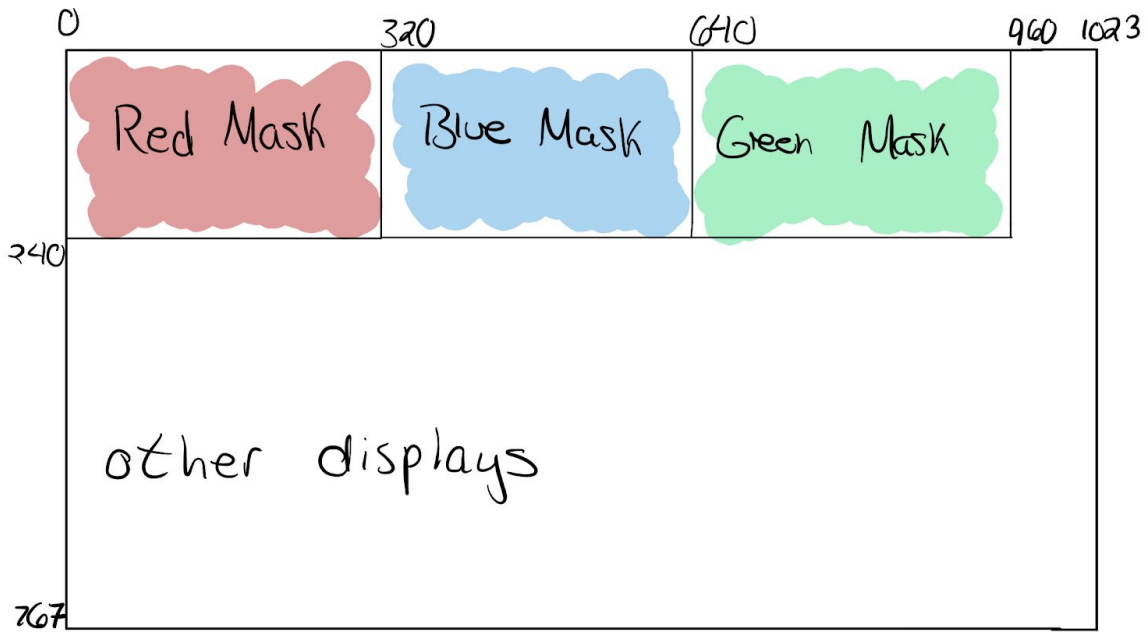 0 320 640 960 1023
Red Mask Blue Mask Green Mask
240
other displays
767